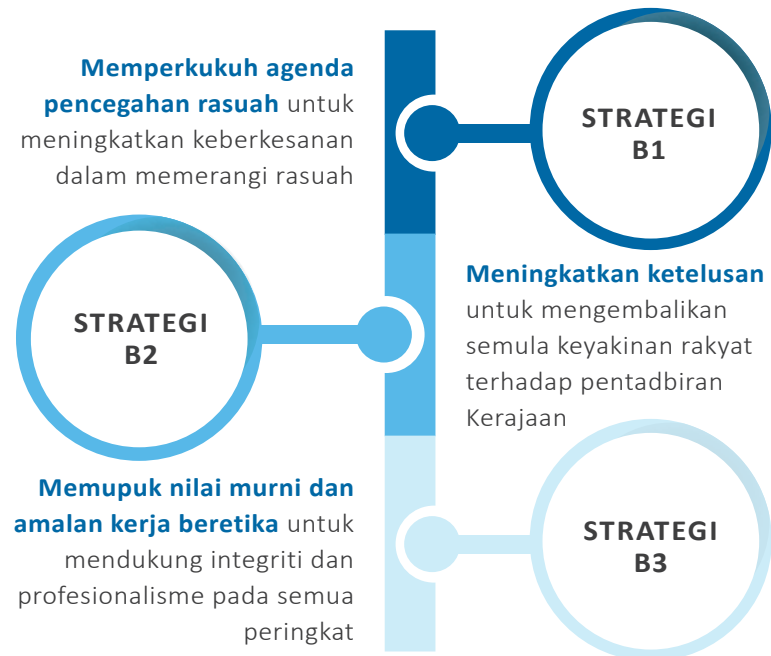 Memperkukuh agenda
pencegahan rasuah untuk
meningkatkan keberkesanan
dalam memerangi rasuah
STRATEGI
B1
STRATEGI
B2
Meningkatkan ketelusan
untuk mengembalikan
semula keyakinan rakyat
terhadap pentadbiran
Kerajaan
Memupuk nilai murni dan
amalan kerja beretika untuk
mendukung integriti dan
profesionalisme pada semua
peringkat
STRATEGI
B3